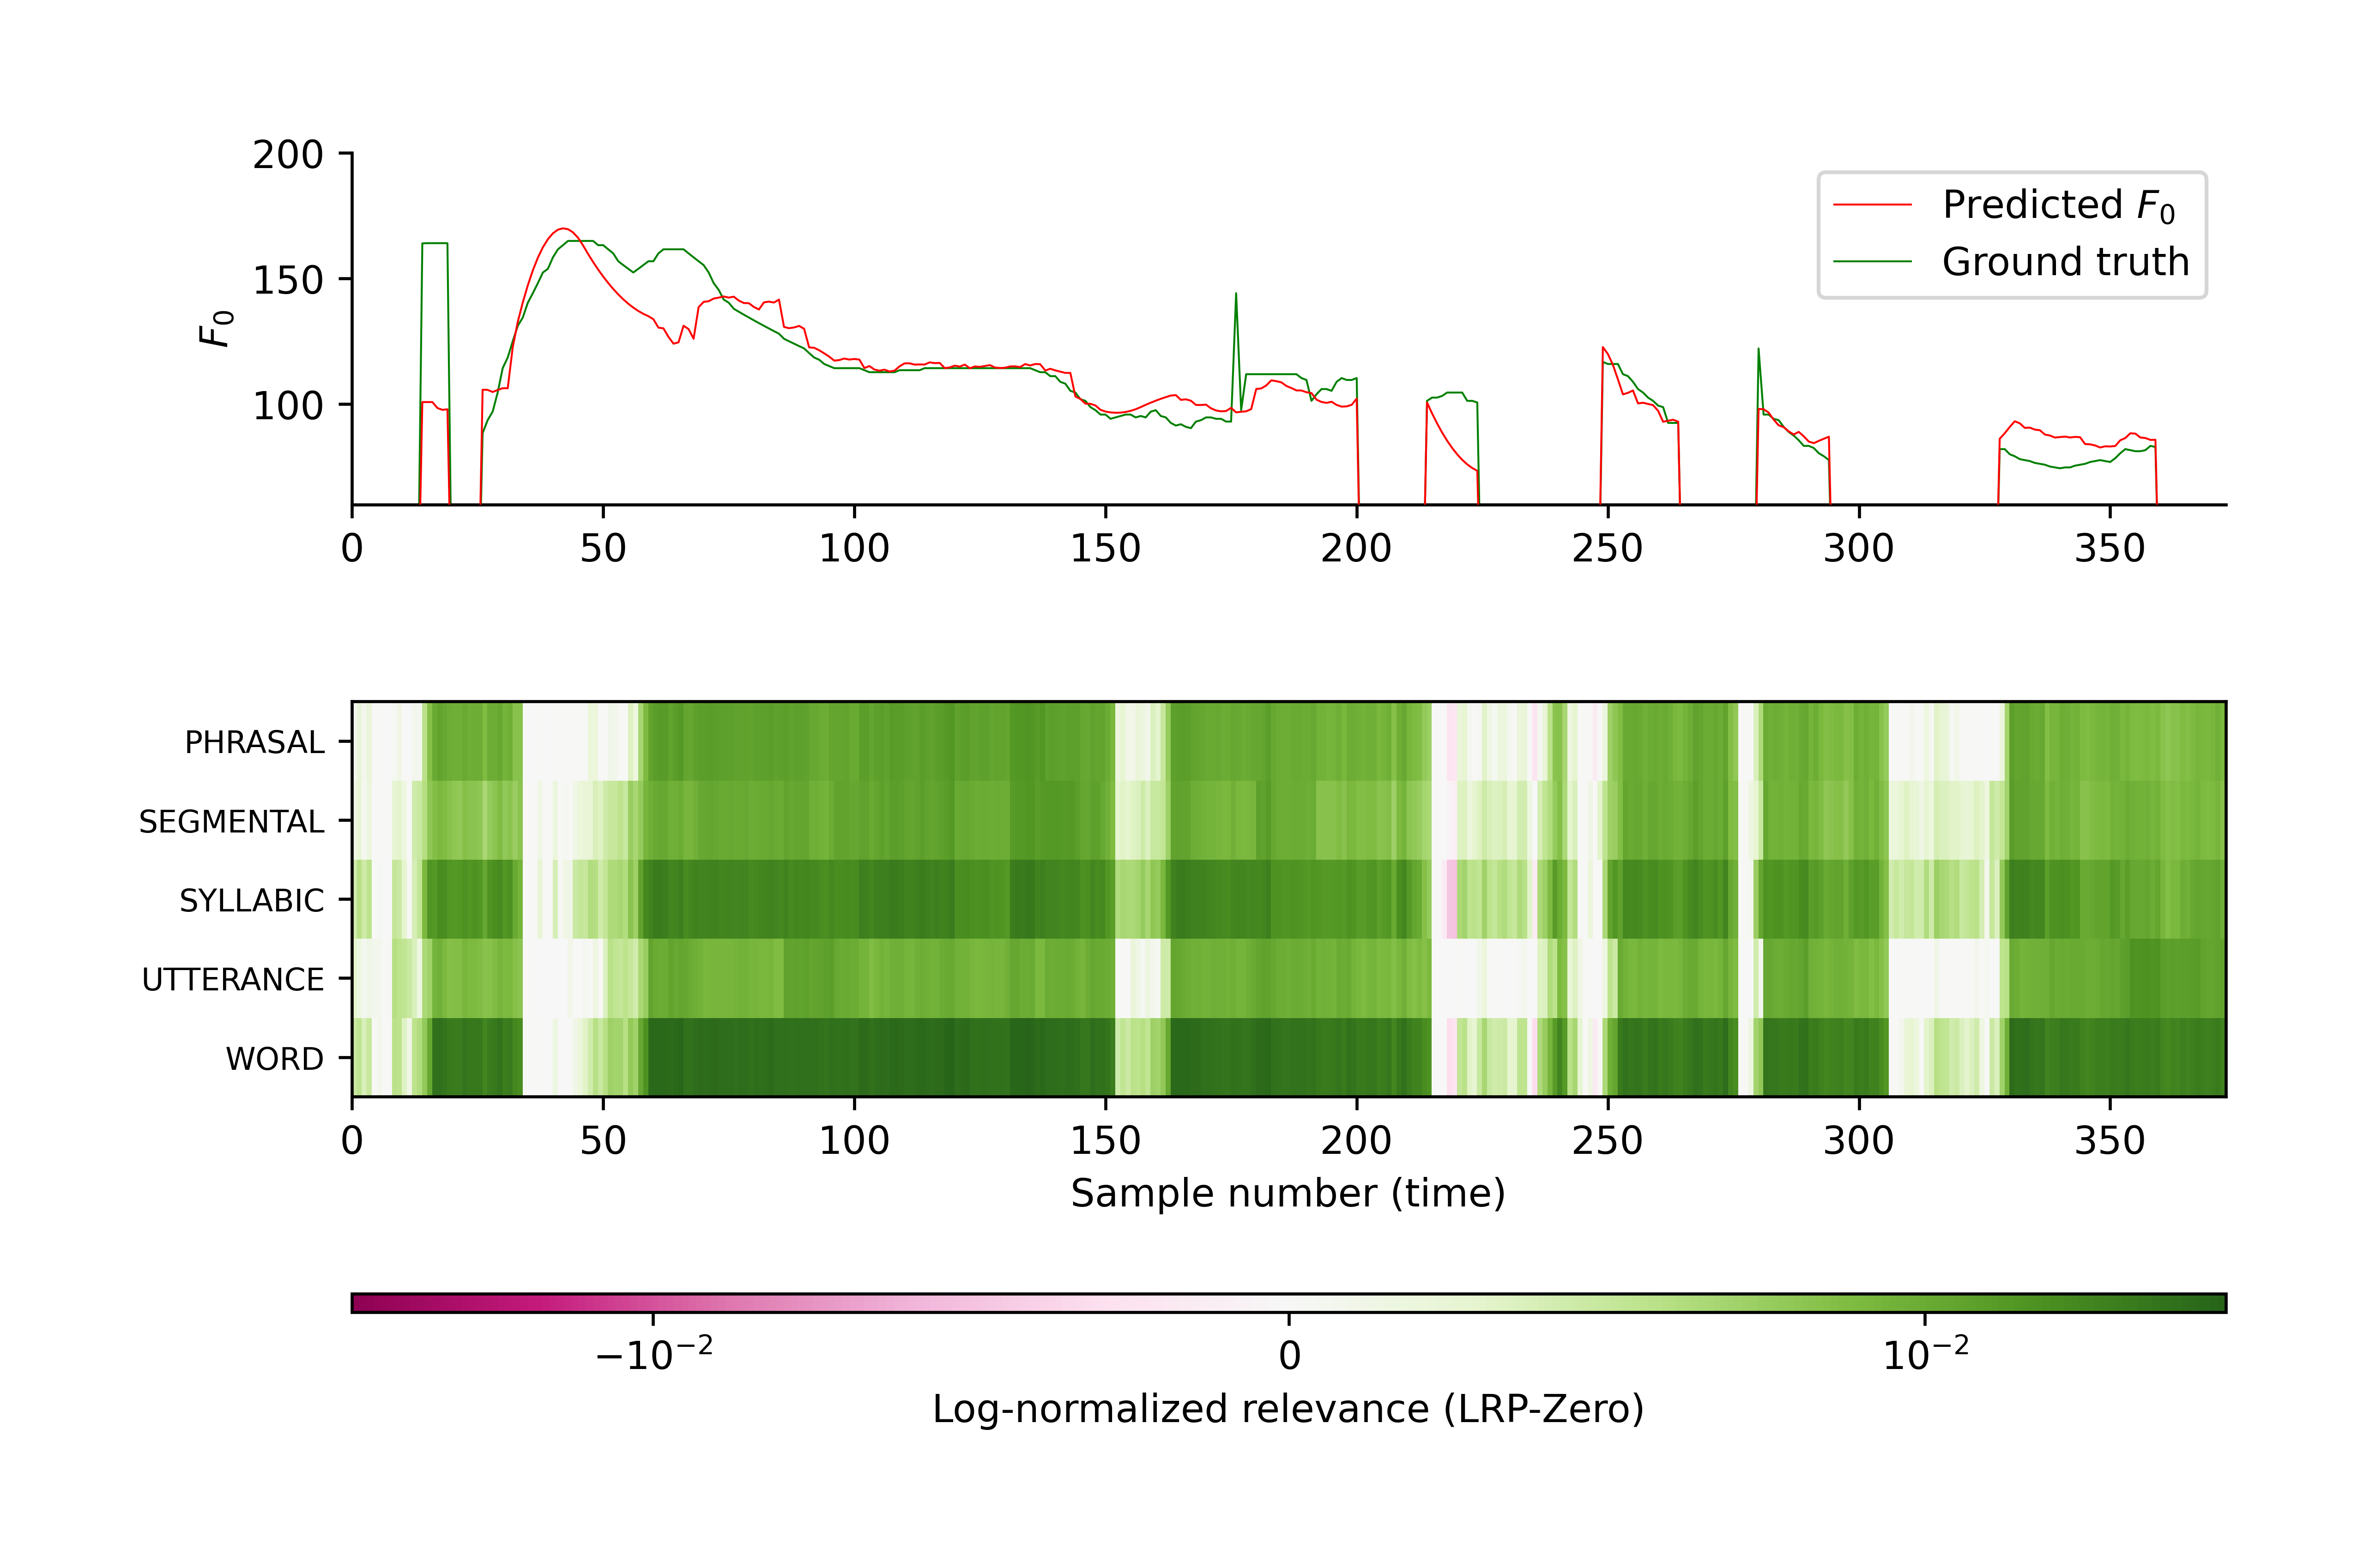 200
150
100
F₀
Predicted F₀
Ground truth
0 50 100 150 200 250 300 350
PHRASAL
SEGMENTAL
SYLLABIC
UTTERANCE
WORD
0 50 100 150 200 250 300 350
Sample number (time)
−10⁻² 0 10⁻²
Log-normalized relevance (LRP-Zero)